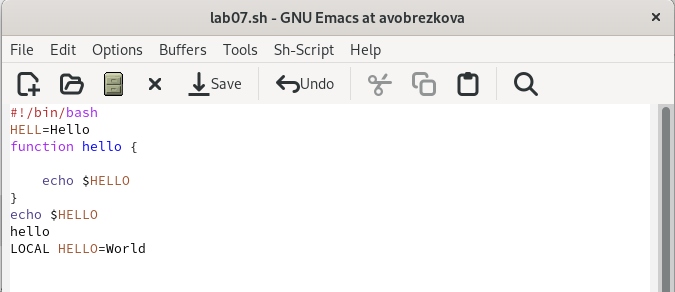 lab07.sh - GNU Emacs at avobrezkova
File Edit Options Buffers Tools Sh-Script Help
Save Undo
#!/bin/bash
HELL=Hello
function hello {
    echo $HELLO
}
echo $HELLO
hello
LOCAL HELLO=World